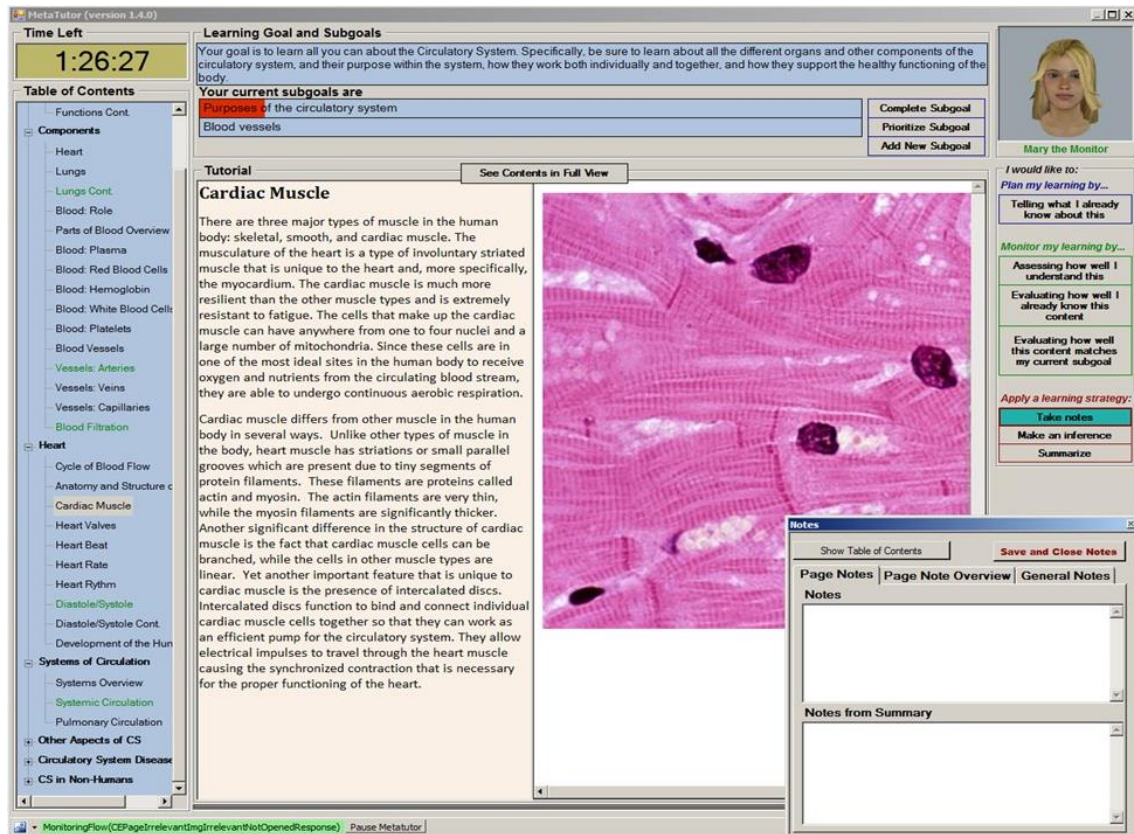 MetaTutor (version 1.4.0)
Time Left
1:26:27
Learning Goal and Subgoals
Your goal is to learn all you can about the Circulatory System. Specifically, be sure to learn about all the different organs and other components of the
circulatory system, and their purpose within the system, how they work both individually and together, and how they support the healthy functioning of the
body.
Your current subgoals are
Purposes of the circulatory system
Blood vessels
Complete Subgoal
Prioritize Subgoal
Add New Subgoal
Mary the Monitor
Table of Contents
Functions Cont.
Components
Heart
Lungs
Lungs Cont.
Blood: Role
Parts of Blood Overview
Blood: Plasma
Blood: Red Blood Cells
Blood: Hemoglobin
Blood: White Blood Cells
Blood: Platelets
Blood Vessels
Vessels: Arteries
Vessels: Veins
Vessels: Capillaries
Blood Filtration
Heart
Cycle of Blood Flow
Anatomy and Structure o
Cardiac Muscle
Heart Valves
Heart Beat
Heart Rate
Heart Rythm
Diastole/Systole
Diastole/Systole Cont.
Development of the Hun
Systems of Circulation
Systems Overview
Systemic Circulation
Pulmonary Circulation
Other Aspects of CS
Circulatory System Disease
CS in Non-Humans
Tutorial
See Contents in Full View
Cardiac Muscle
There are three major types of muscle in the human
body: skeletal, smooth, and cardiac muscle. The
musculature of the heart is a type of involuntary striated
muscle that is unique to the heart and, more specifically,
the myocardium. The cardiac muscle is much more
resilient than the other muscle types and is extremely
resistant to fatigue. The cells that make up the cardiac
muscle can have anywhere from one to four nuclei and a
large number of mitochondria. Since these cells are in
one of the most ideal sites in the human body to receive
oxygen and nutrients from the circulating blood stream,
they are able to undergo continuous aerobic respiration.
Cardiac muscle differs from other muscle in the human
body in several ways. Unlike other types of muscle in
the body, heart muscle has striations or small parallel
grooves which are present due to tiny segments of
protein filaments. These filaments are proteins called
actin and myosin. The actin filaments are very thin,
while the myosin filaments are significantly thicker.
Another significant difference in the structure of cardiac
muscle is the fact that cardiac muscle cells can be
branched, while the cells in other muscle types are
linear. Yet another important feature that is unique to
cardiac muscle is the presence of intercalated discs.
Intercalated discs function to bind and connect individual
cardiac muscle cells together so that they can work as
an efficient pump for the circulatory system. They allow
electrical impulses to travel through the heart muscle
causing the synchronized contraction that is necessary
for the proper functioning of the heart.
I would like to:
Plan my learning by...
Telling what I already
know about this
Monitor my learning by...
Assessing how well I
understand this
Evaluating how well I
already know this
content
Evaluating how well
this content matches
my current subgoal
Apply a learning strategy:
Take notes
Make an inference
Summarize
Notes
Show Table of Contents
Save and Close Notes
Page Notes
Page Note Overview
General Notes
Notes
Notes from Summary
MonitoringFlow(CEPageIrrelevantImgIrrelevantNotOpenedResponse)
Pause Metatutor